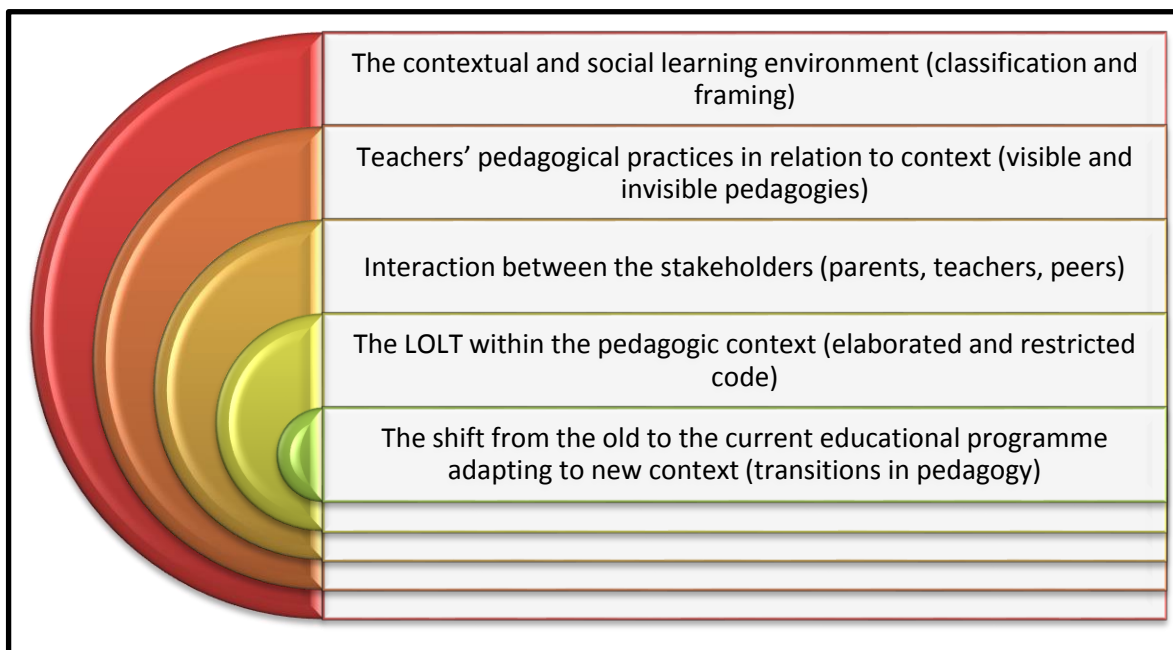 The contextual and social learning environment (classification and
framing)
Teachers’ pedagogical practices in relation to context (visible and
invisible pedagogies)
Interaction between the stakeholders (parents, teachers, peers)
The LOLT within the pedagogic context (elaborated and restricted
code)
The shift from the old to the current educational programme
adapting to new context (transitions in pedagogy)